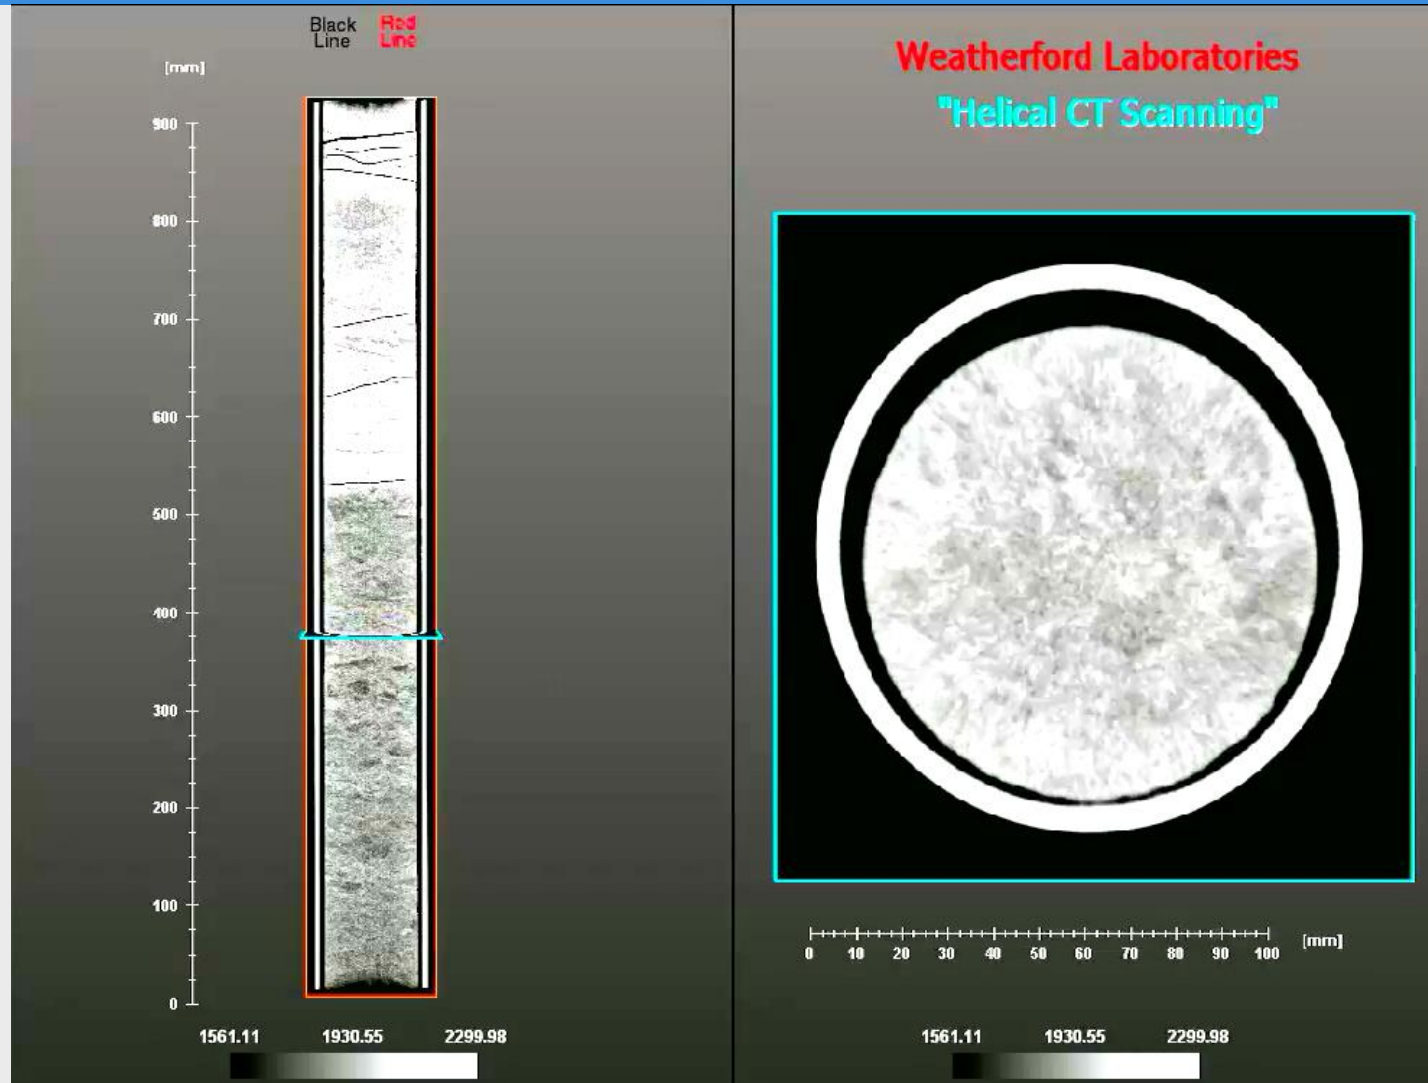 Black Red
Line Line
[mm]
900
800
700
600
500
400
300
200
100
0
1561.11 1930.55 2299.98
Weatherford Laboratories
"Helical CT Scanning"
0 10 20 30 40 50 60 70 80 90 100 [mm]
1561.11 1930.55 2299.98